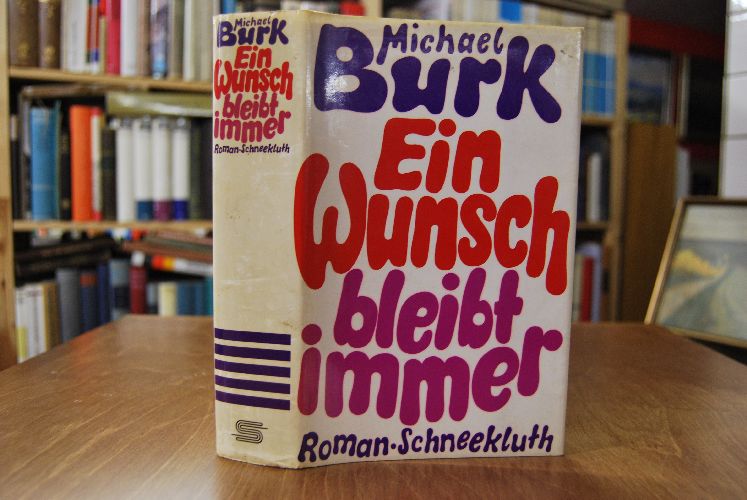 Michael
Burk
Ein
Wunsch
bleibt
immer
Roman-Schneekluth
Michael
Burk
Ein
Wunsch
bleibt
immer
Roman·Schneekluth